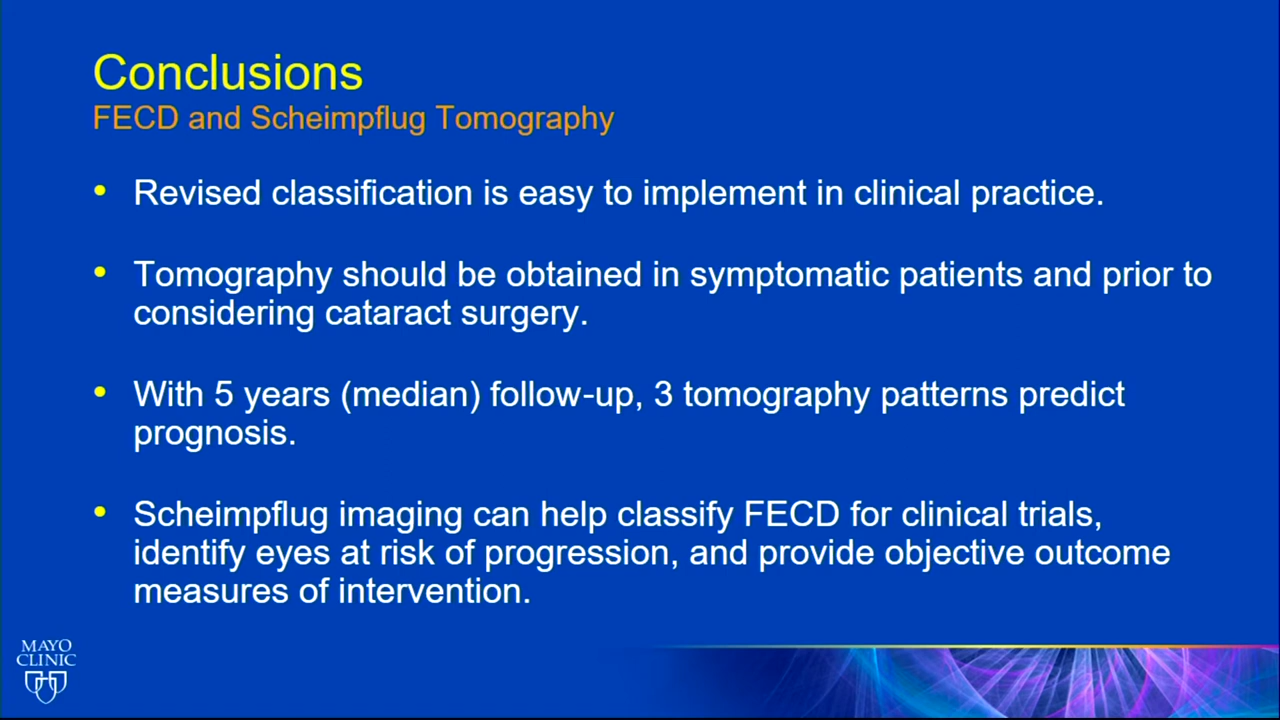 Conclusions
FECD and Scheimpflug Tomography
• Revised classification is easy to implement in clinical practice.
• Tomography should be obtained in symptomatic patients and prior to
considering cataract surgery.
• With 5 years (median) follow-up, 3 tomography patterns predict
prognosis.
• Scheimpflug imaging can help classify FECD for clinical trials,
identify eyes at risk of progression, and provide objective outcome
measures of intervention.
MAYO
CLINIC